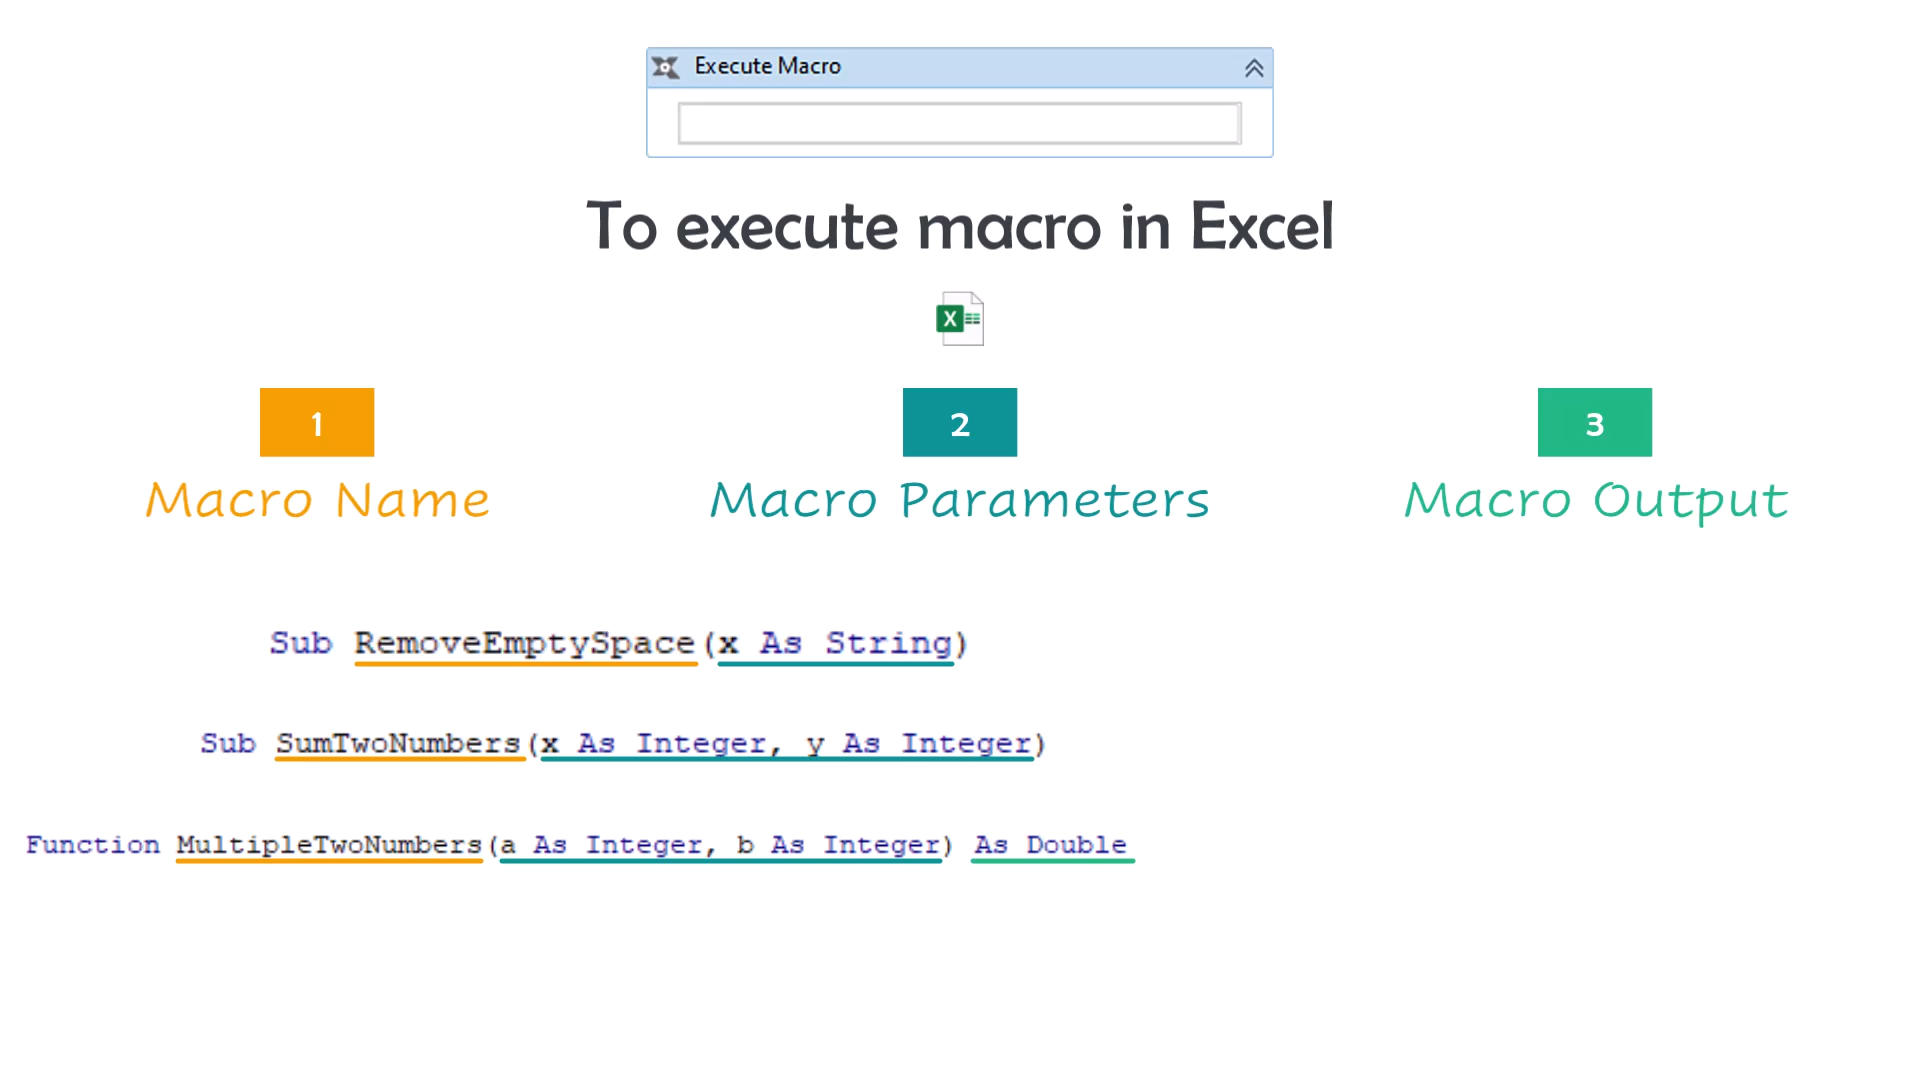 Execute Macro
To execute macro in Excel
X
1
2
3
Macro Name
Macro Parameters
Macro Output
Sub RemoveEmptySpace(x As String)
Sub SumTwoNumbers(x As Integer, y As Integer)
Function MultipleTwoNumbers(a As Integer, b As Integer) As Double